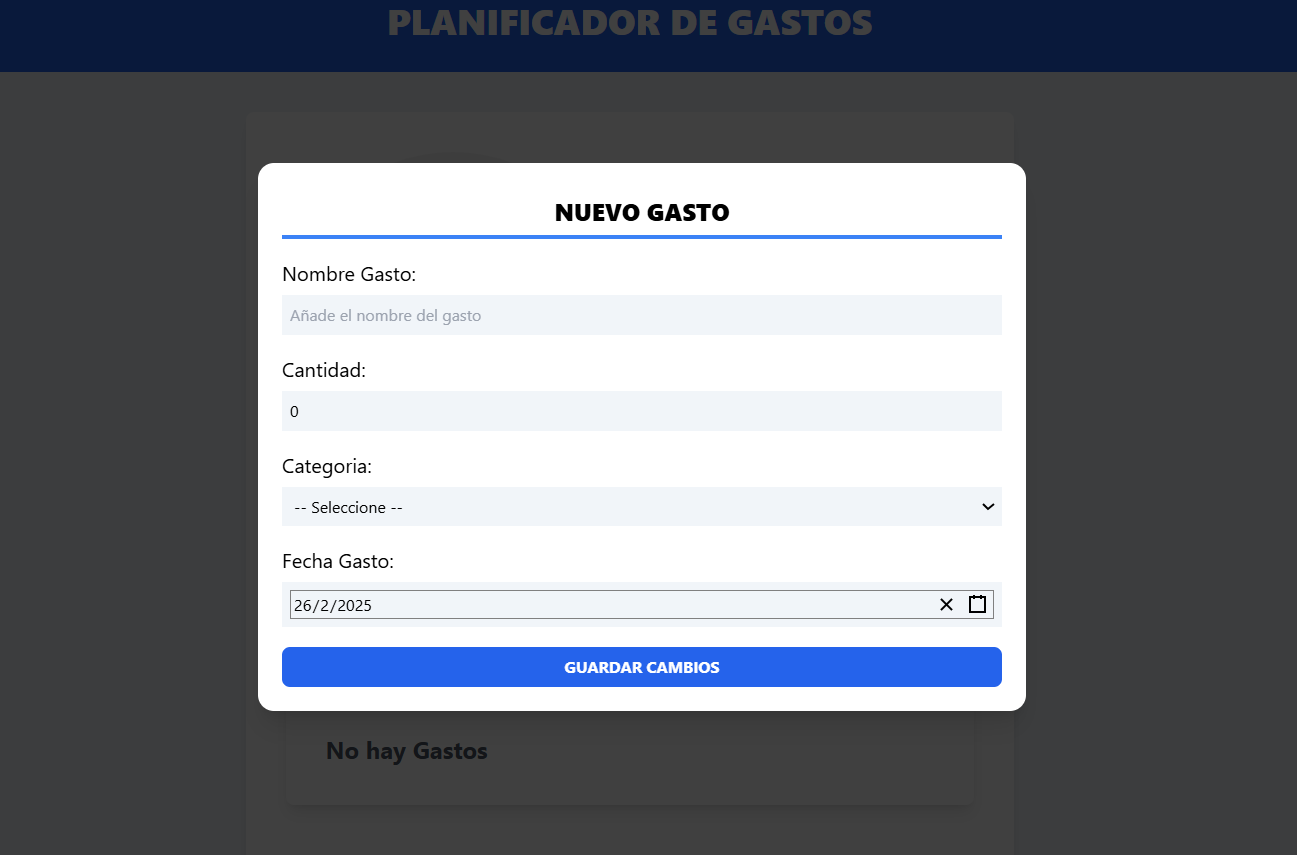 PLANIFICADOR DE GASTOS
NUEVO GASTO
Nombre Gasto:
Añade el nombre del gasto
Cantidad:
0
Categoria:
-- Seleccione --
Fecha Gasto:
26/2/2025
GUARDAR CAMBIOS
No hay Gastos